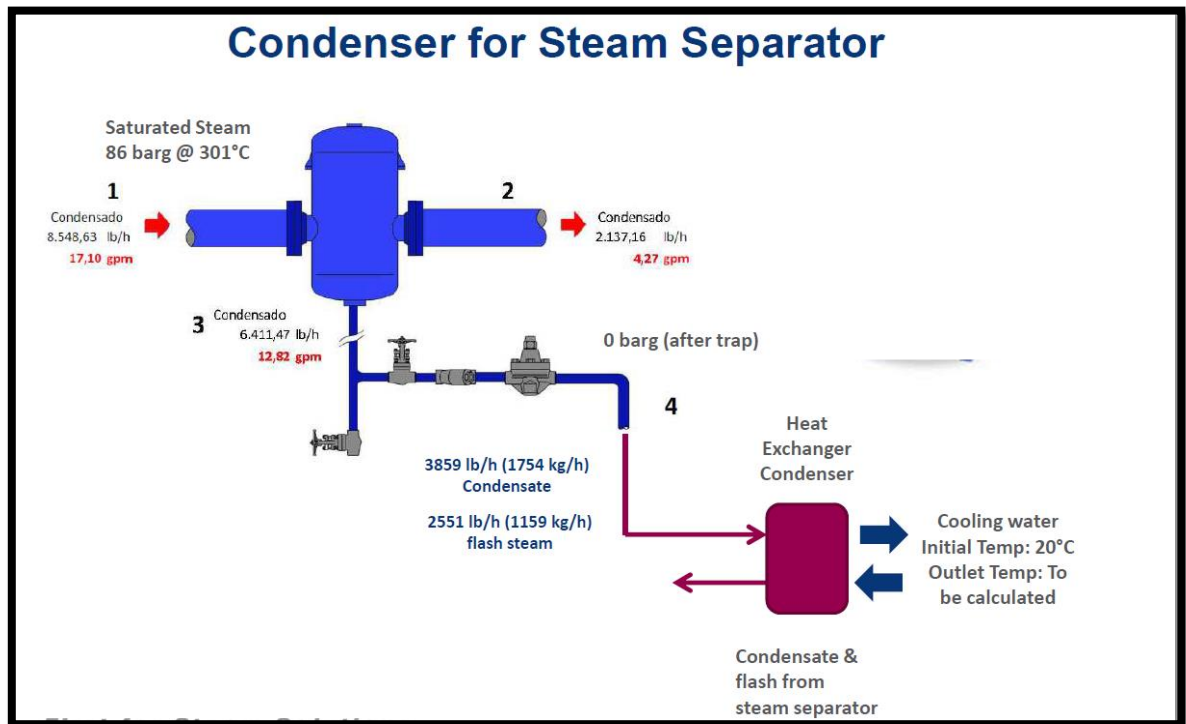 Condenser for Steam Separator
Saturated Steam
86 barg @ 301°C
1
Condensado
8.548,63 lb/h
17,10 gpm
2
Condensado
2.137,16 lb/h
4,27 gpm
3
Condensado
6.411,47 lb/h
12,82 gpm
0 barg (after trap)
4
3859 lb/h (1754 kg/h)
Condensate
2551 lb/h (1159 kg/h)
flash steam
Heat
Exchanger
Condenser
Cooling water
Initial Temp: 20°C
Outlet Temp: To
be calculated
Condensate &
flash from
steam separator